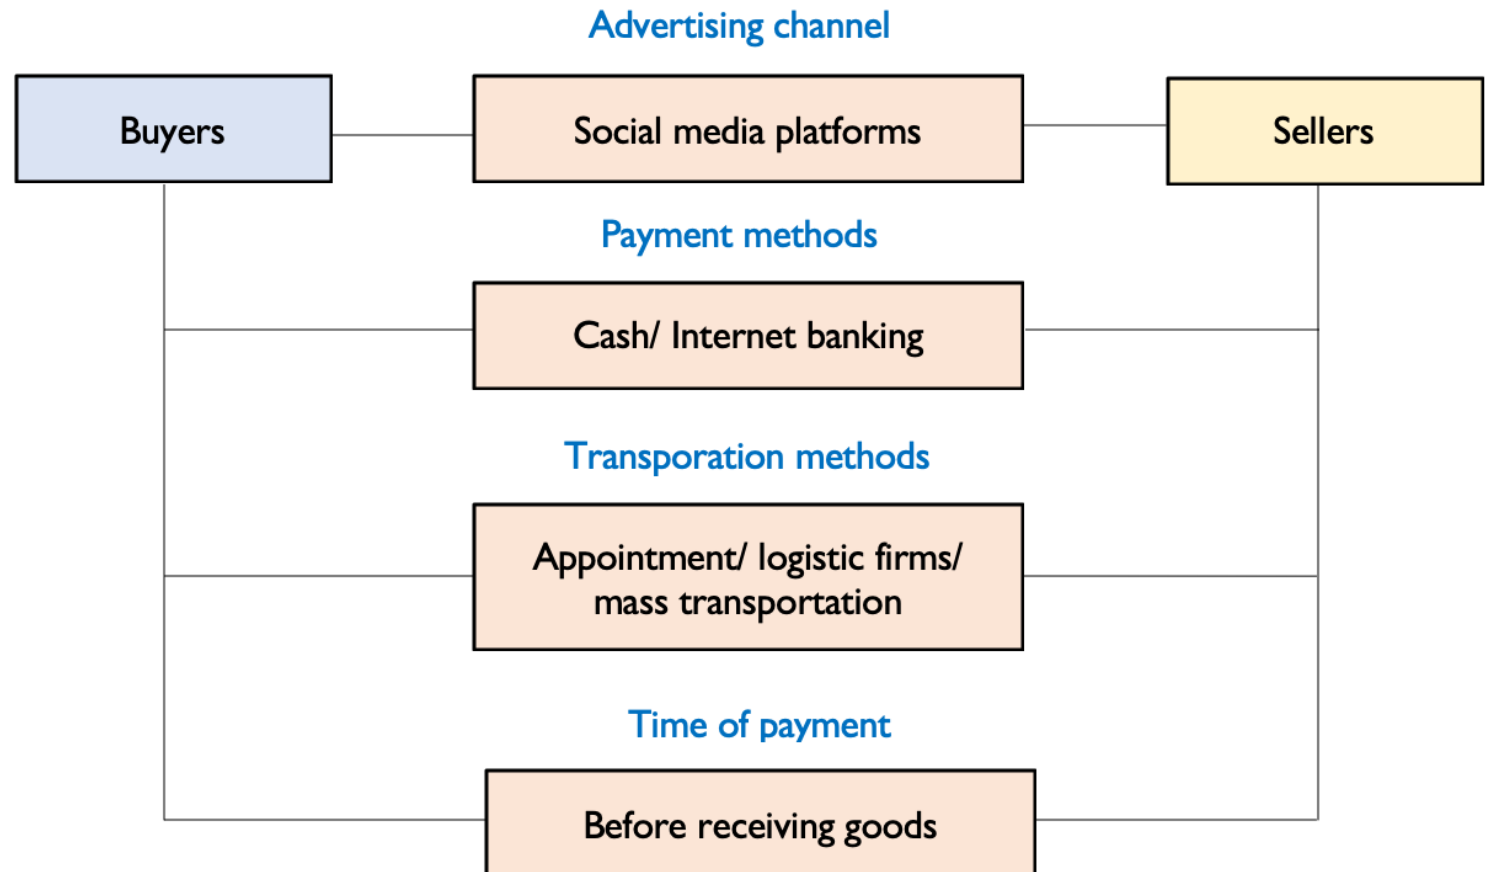 Advertising channel
Buyers
Social media platforms
Sellers
Payment methods
Cash/ Internet banking
Transporation methods
Appointment/ logistic firms/
mass transportation
Time of payment
Before receiving goods